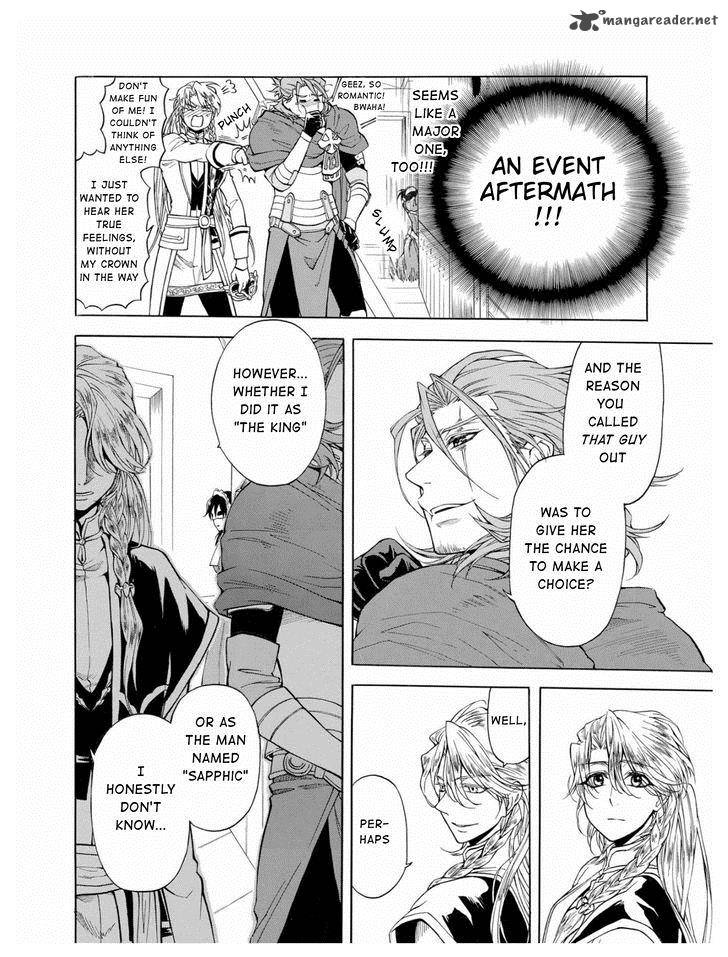 mangareader.net
AN EVENT
AFTERMATH
!!!
SEEMS
LIKE A
MAJOR
ONE,
TOO!!!
GEEZ, SO
ROMANTIC!
BWAHA!
SLUMP
PUNCH
DON'T
MAKE FUN
OF ME! I
COULDN'T
THINK OF
ANYTHING
ELSE!
I JUST
WANTED TO
HEAR HER
TRUE
FEELINGS,
WITHOUT
MY CROWN
IN THE WAY
AND THE
REASON
YOU
CALLED
THAT GUY
OUT
WAS TO
GIVE HER
THE CHANCE
TO MAKE A
CHOICE?
WELL,
PER-
HAPS
HOWEVER...
WHETHER I
DID IT AS
"THE KING"
OR AS
THE MAN
NAMED
"SAPPHIC"
I
HONESTLY
DON'T
KNOW...